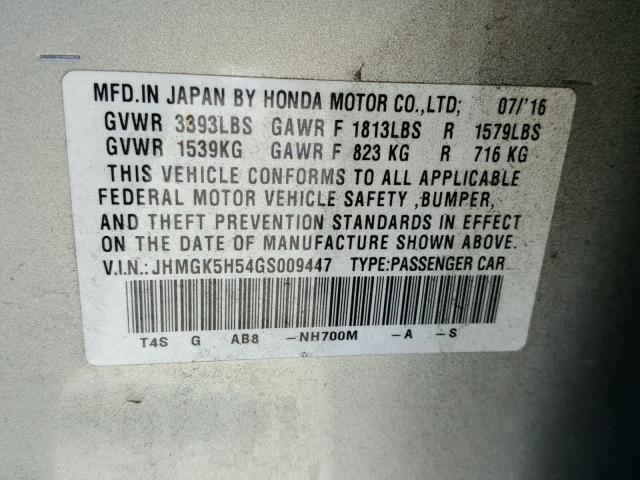 MFD.IN JAPAN BY HONDA MOTOR CO.,LTD; 07/'16
GVWR 3393LBS GAWR F 1813LBS R 1579LBS
GVWR 1539KG GAWR F 823 KG R 716 KG
THIS VEHICLE CONFORMS TO ALL APPLICABLE
FEDERAL MOTOR VEHICLE SAFETY ,BUMPER,
AND THEFT PREVENTION STANDARDS IN EFFECT
ON THE DATE OF MANUFACTURE SHOWN ABOVE.
V.I.N.:JHMGK5H54GS009447 TYPE:PASSENGER CAR
T4S G AB8 -NH700M -A -S